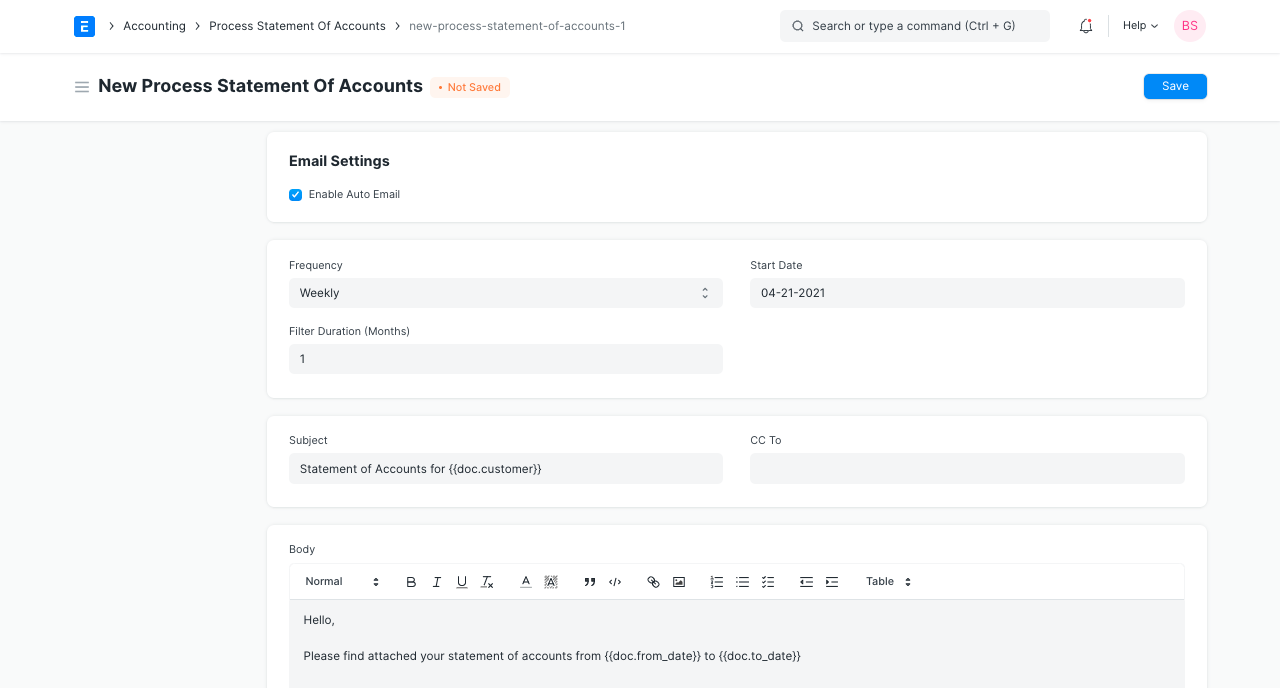 E > Accounting > Process Statement Of Accounts > new-process-statement-of-accounts-1 Search or type a command (Ctrl + G) Help BS
New Process Statement Of Accounts • Not Saved Save
Email Settings
Enable Auto Email
Frequency Start Date
Weekly 04-21-2021
Filter Duration (Months)
1
Subject CC To
Statement of Accounts for {{doc.customer}}
Body
Normal B I U Tx A A Table
Hello,
Please find attached your statement of accounts from {{doc.from_date}} to {{doc.to_date}}